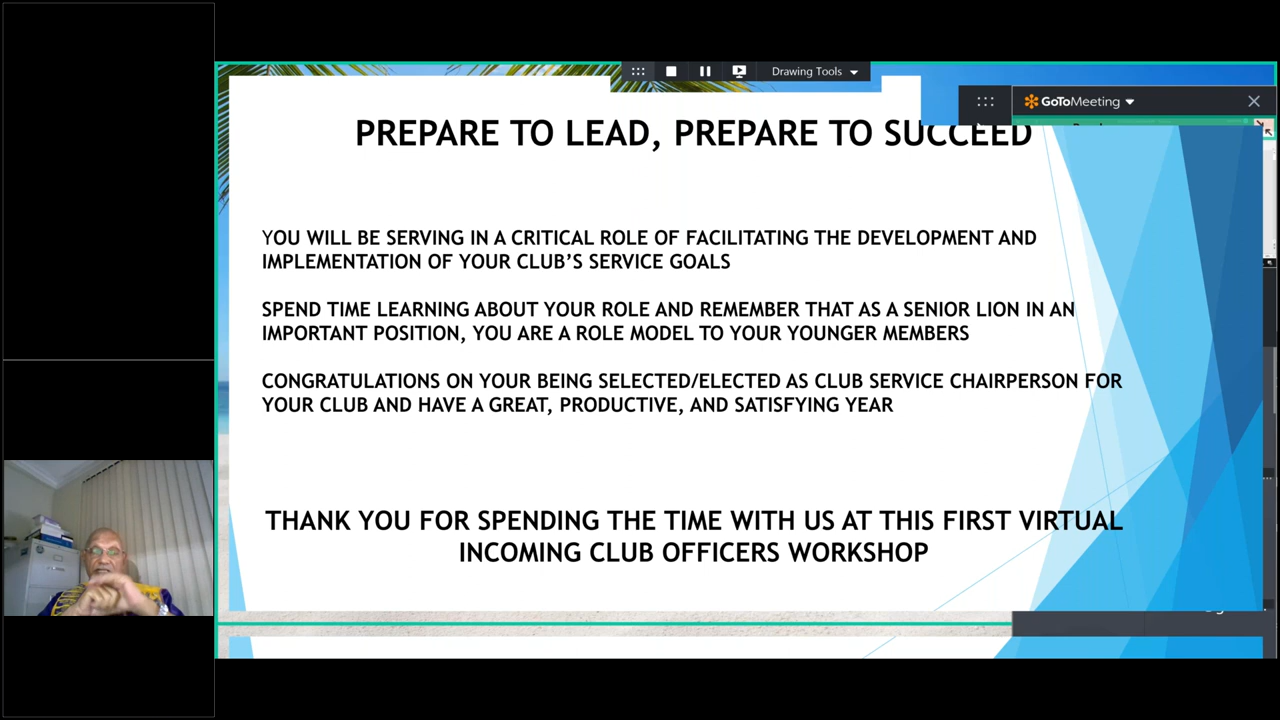 Drawing Tools
GoToMeeting
PREPARE TO LEAD, PREPARE TO SUCCEED
YOU WILL BE SERVING IN A CRITICAL ROLE OF FACILITATING THE DEVELOPMENT AND
IMPLEMENTATION OF YOUR CLUB’S SERVICE GOALS
SPEND TIME LEARNING ABOUT YOUR ROLE AND REMEMBER THAT AS A SENIOR LION IN AN
IMPORTANT POSITION, YOU ARE A ROLE MODEL TO YOUR YOUNGER MEMBERS
CONGRATULATIONS ON YOUR BEING SELECTED/ELECTED AS CLUB SERVICE CHAIRPERSON FOR
YOUR CLUB AND HAVE A GREAT, PRODUCTIVE, AND SATISFYING YEAR
THANK YOU FOR SPENDING THE TIME WITH US AT THIS FIRST VIRTUAL
INCOMING CLUB OFFICERS WORKSHOP